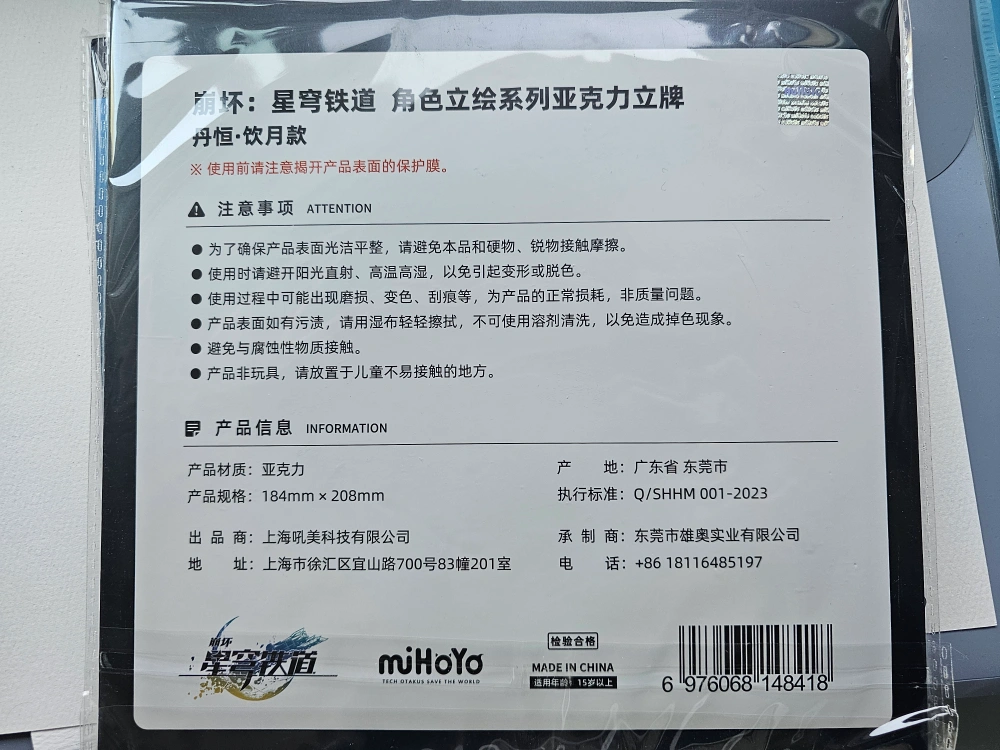 崩坏：星穹铁道 角色立绘系列亚克力立牌
丹恒·饮月款
※ 使用前请注意揭开产品表面的保护膜。
注意事项 ATTENTION
● 为了确保产品表面光洁平整，请避免本品和硬物、锐物接触摩擦。
● 使用时请避开阳光直射、高温高湿，以免引起变形或脱色。
● 使用过程中可能出现磨损、变色、刮痕等，为产品的正常损耗，非质量问题。
● 产品表面如有污渍，请用湿布轻轻擦拭，不可使用溶剂清洗，以免造成掉色现象。
● 避免与腐蚀性物质接触。
● 产品非玩具，请放置于儿童不易接触的地方。
产品信息 INFORMATION
产品材质：亚克力
产品规格：184mm × 208mm
产 地：广东省 东莞市
执行标准：Q/SHHM 001-2023
出 品 商：上海吼美科技有限公司
地 址：上海市徐汇区宜山路700号83幢201室
承 制 商：东莞市雄奥实业有限公司
电 话：+86 18116485197
崩坏
星穹铁道
miHoYo
TECH OTAKUS SAVE THE WORLD
检验合格
MADE IN CHINA
适用年龄：15岁以上
6 976068 148418